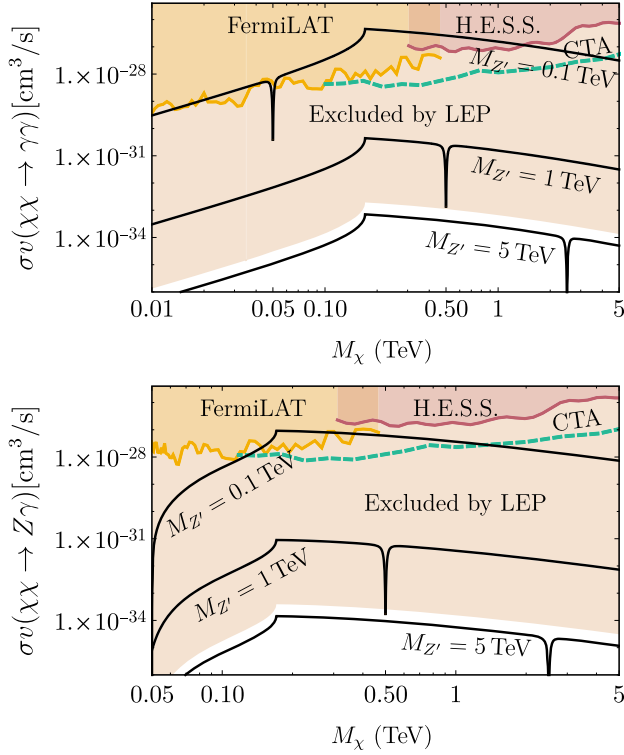 FermiLAT
H.E.S.S.
CTA
M_{Z'} = 0.1 TeV
Excluded by LEP
M_{Z'} = 1 TeV
M_{Z'} = 5 TeV
1.×10^{-28}
1.×10^{-31}
1.×10^{-34}
σv(χχ → γγ)[cm³/s]
0.01 0.05 0.10 0.50 1 5
M_χ (TeV)
FermiLAT
H.E.S.S.
CTA
M_{Z'} = 0.1 TeV
Excluded by LEP
M_{Z'} = 1 TeV
M_{Z'} = 5 TeV
1.×10^{-28}
1.×10^{-31}
1.×10^{-34}
σv(χχ → Zγ)[cm³/s]
0.05 0.10 0.50 1 5
M_χ (TeV)